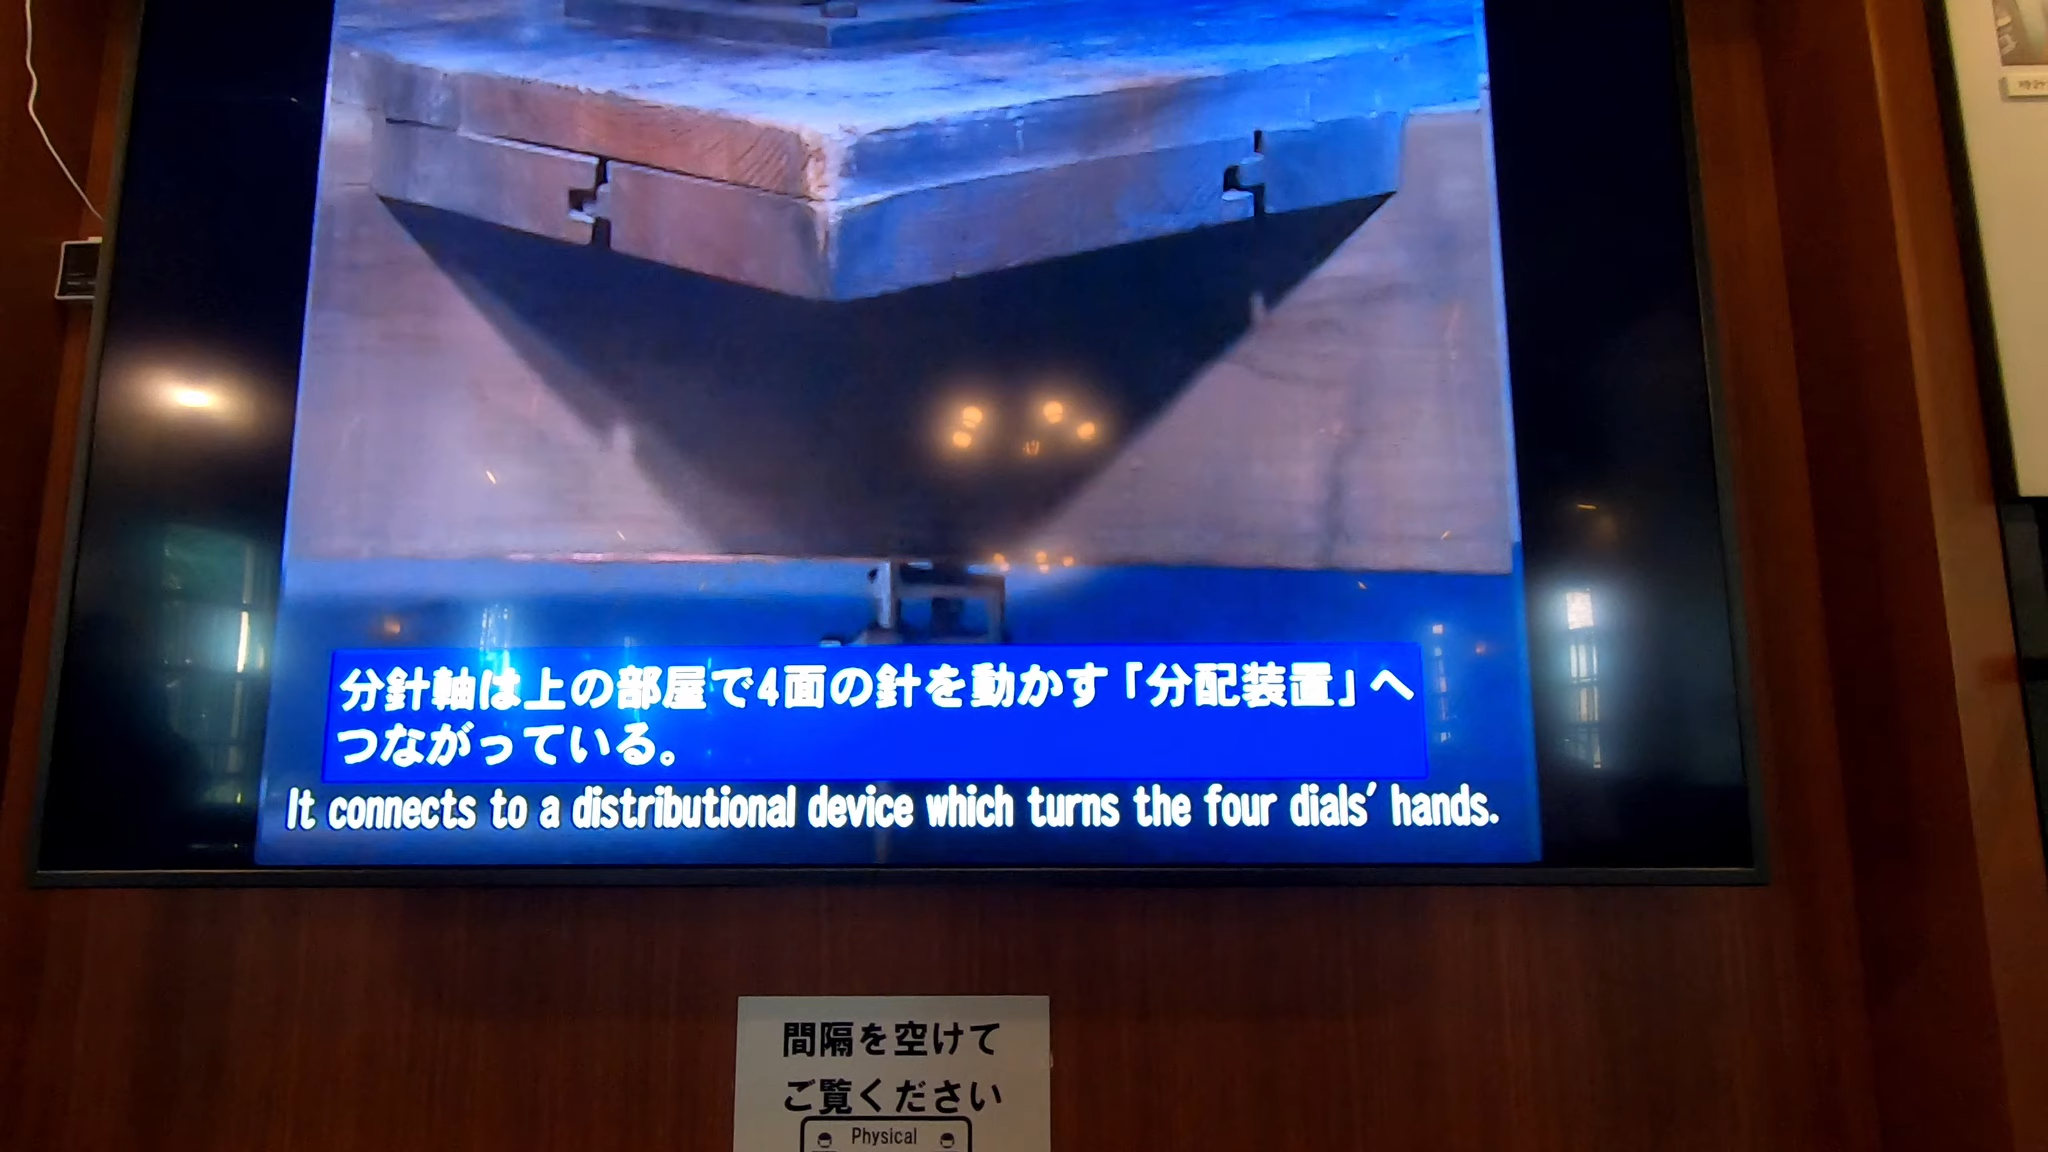 分針軸は上の部屋で4面の針を動かす「分配装置」へ
つながっている。
It connects to a distributional device which turns the four dials' hands.
間隔を空けて
ご覧ください
Physical